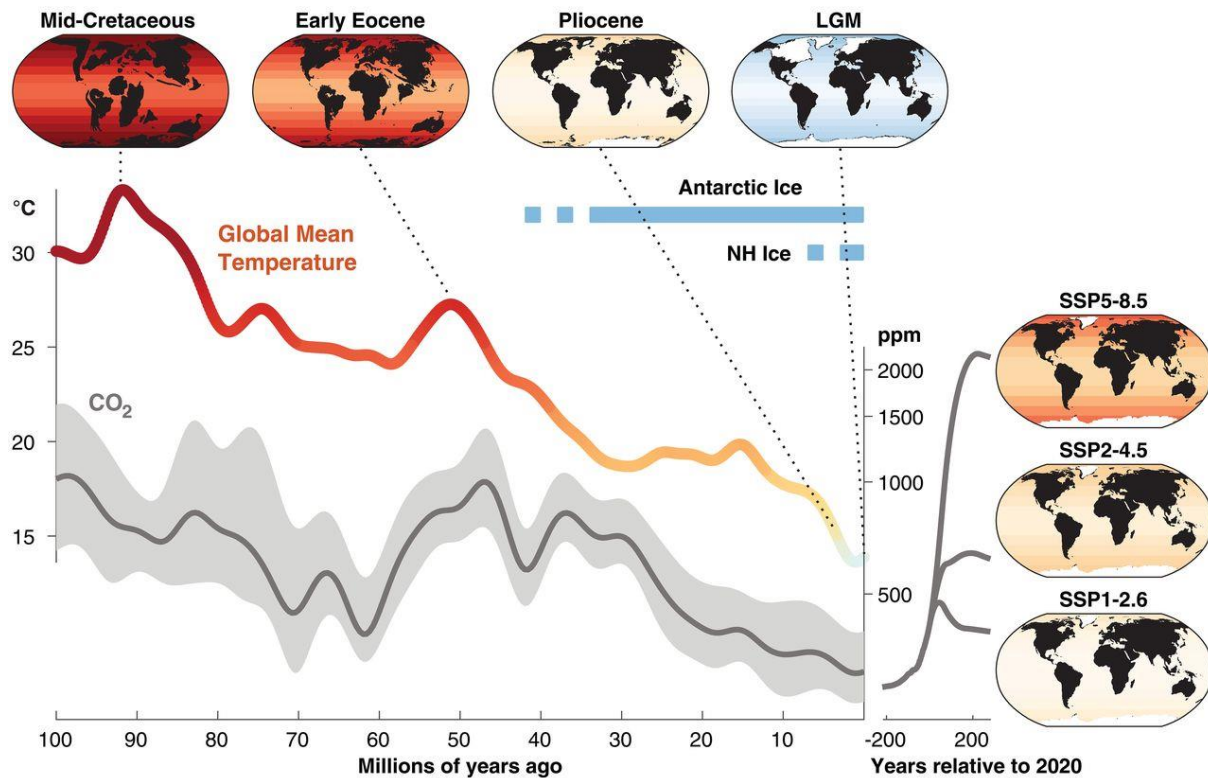 Mid-Cretaceous
Early Eocene
Pliocene
LGM
°C
30
25
20
15
Global Mean
Temperature
CO₂
Antarctic Ice
NH Ice
ppm
2000
1500
1000
500
SSP5-8.5
SSP2-4.5
SSP1-2.6
100 90 80 70 60 50 40 30 20 10
Millions of years ago
-200 200
Years relative to 2020